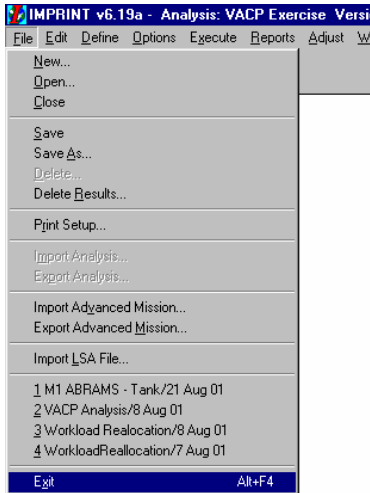 IMPRINT v6.19a - Analysis: VACP Exercise Versi
File Edit Define Options Execute Reports Adjust W
New...
Open...
Close
Save
Save As...
Delete...
Delete Results...
Print Setup...
Import Analysis...
Export Analysis...
Import Advanced Mission...
Export Advanced Mission...
Import LSA File...
1 M1 ABRAMS - Tank/21 Aug 01
2 VACP Analysis/8 Aug 01
3 Workload Realocation/8 Aug 01
4 WorkloadReallocation/7 Aug 01
Exit Alt+F4